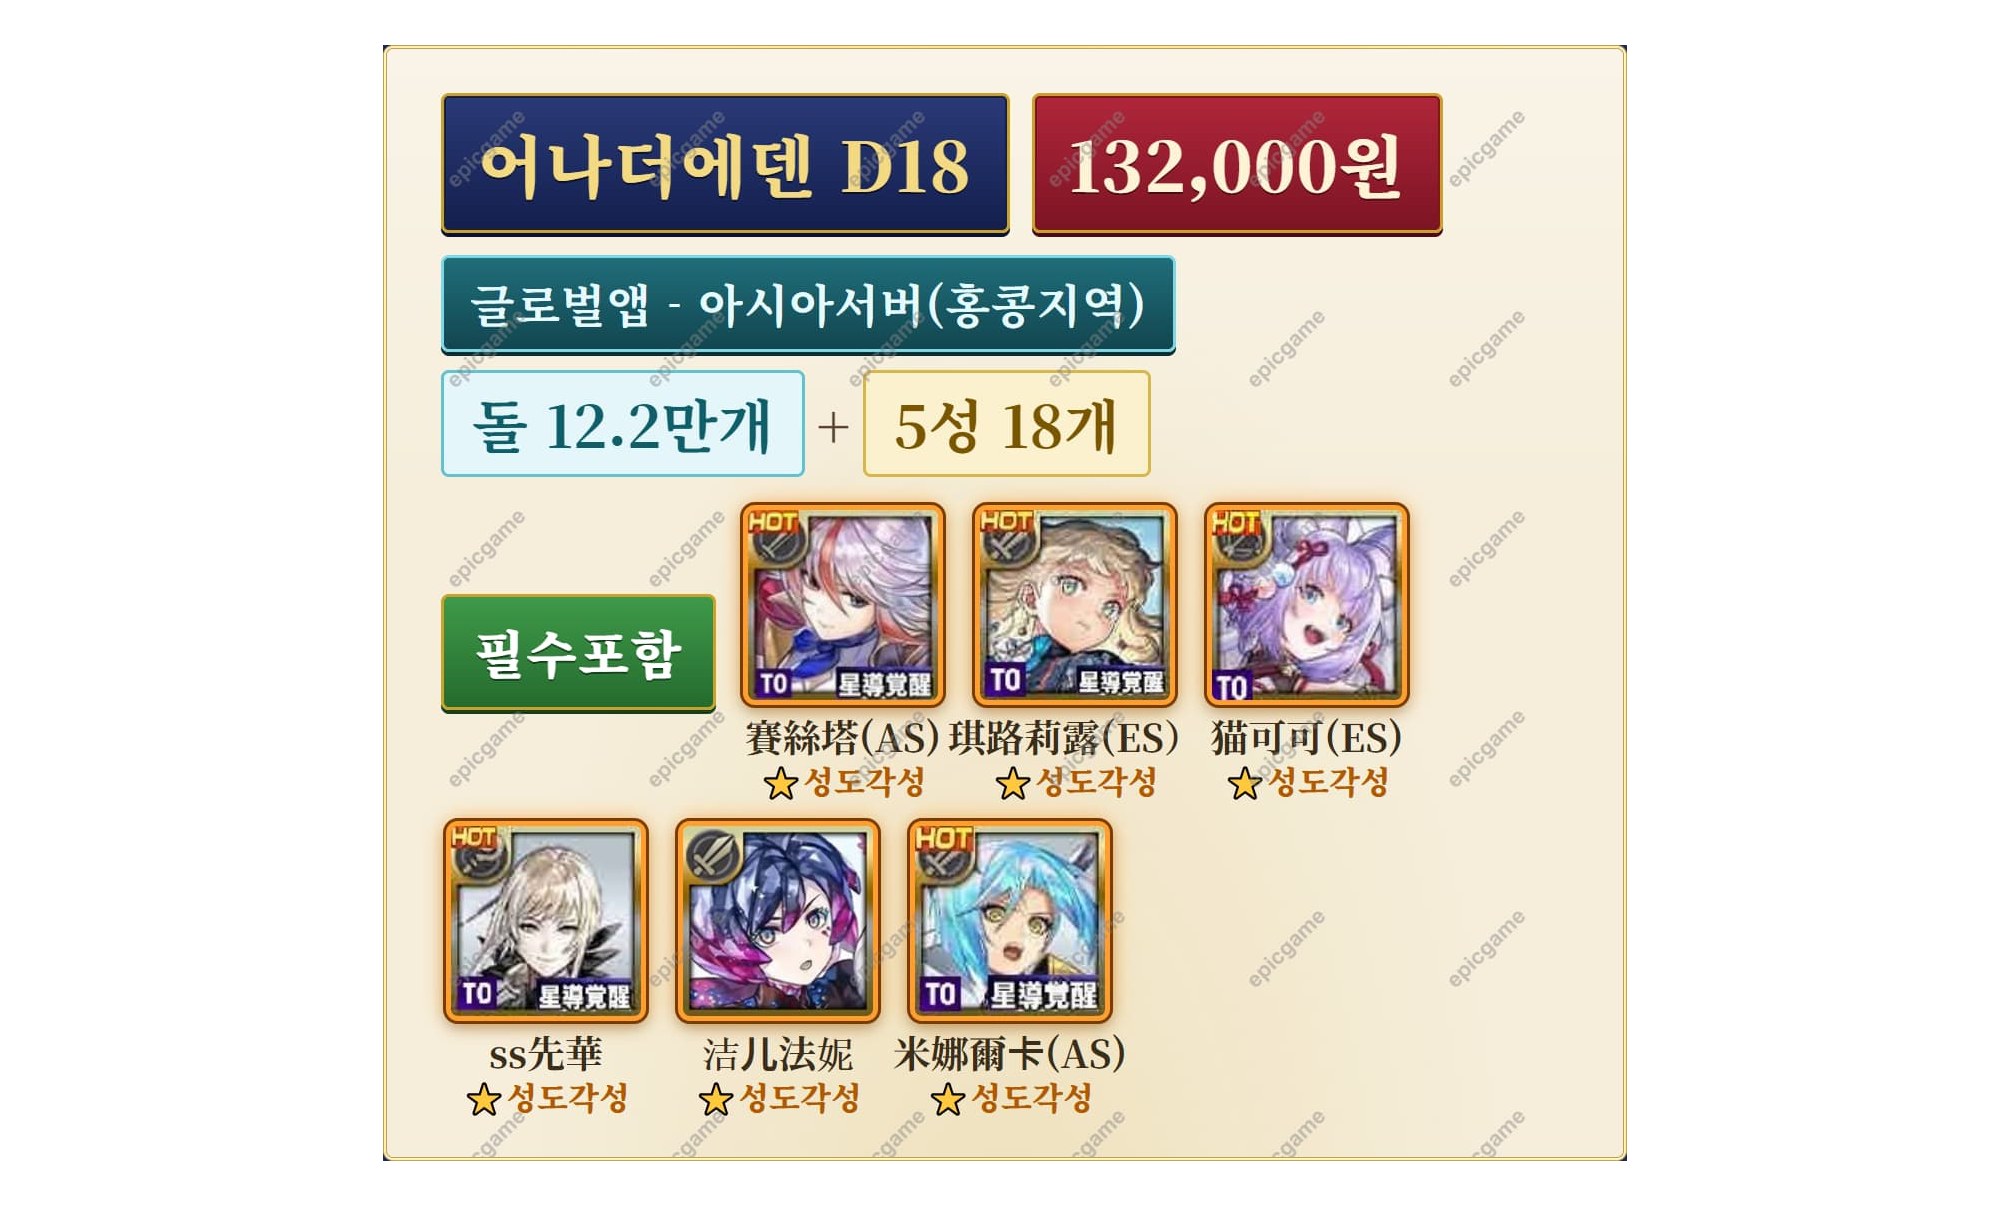 어나더에덴 D18 132,000원
글로벌앱 - 아시아서버(홍콩지역)
돌 12.2만개 + 5성 18개
필수포함
HOT HOT HOT
TO 星導覚醒 TO 星導覚醒 TO
賽絲塔(AS) 琪路莉露(ES) 猫可可(ES)
성도각성 성도각성 성도각성
HOT HOT
TO 星導覚醒 TO 星導覚醒
ss先華 洁儿法妮 米娜爾卡(AS)
성도각성 성도각성 성도각성
epicgame